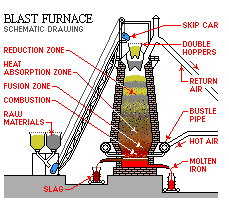 BLAST FURNACE
SCHEMATIC DRAWING
SKIP CAR
REDUCTION ZONE
DOUBLE
HOPPERS
HEAT
ABSORPTION ZONE
RETURN
AIR
FUSION ZONE
COMBUSTION
BUSTLE
PIPE
RAW
MATERIALS
HOT AIR
MOLTEN
IRON
SLAG